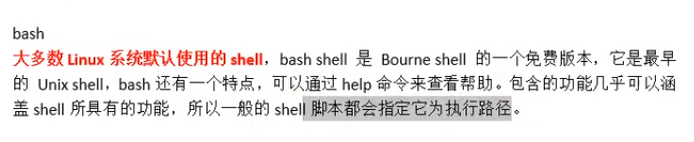 bash
大多数 Linux 系统默认使用的 shell，bash shell 是 Bourne shell 的一个免费版本，它是最早
的 Unix shell，bash 还有一个特点，可以通过 help 命令来查看帮助。包含的功能几乎可以涵
盖 shell 所具有的功能，所以一般的 shell 脚本都会指定它为执行路径。